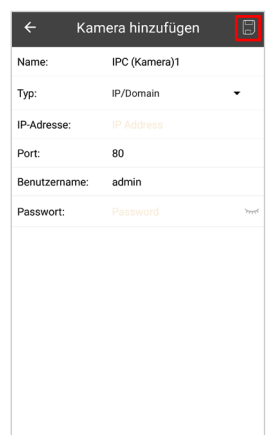 Kamera hinzufügen
Name: IPC (Kamera)1
Typ: IP/Domain
IP-Adresse: IP Address
Port: 80
Benutzername: admin
Passwort: Password